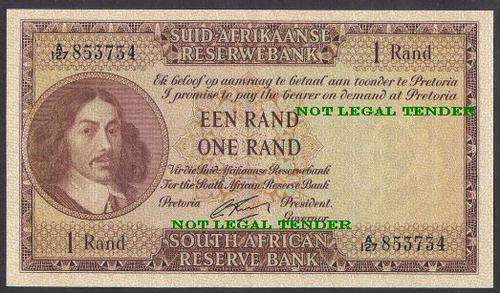 SUID-AFRIKAANSE
RESERWEBANK
A/127 853734
1 Rand
Ek beloof op aanvraag te betaal aan toonder te Pretoria
I promise to pay the bearer on demand at Pretoria
NOT LEGAL TENDER
EEN RAND
ONE RAND
Vir die Suid-Afrikaanse Reserwebank
For the South African Reserve Bank
Pretoria President.
Governor.
NOT LEGAL TENDER
1 Rand
A/127 853734
SOUTH AFRICAN
RESERVE BANK